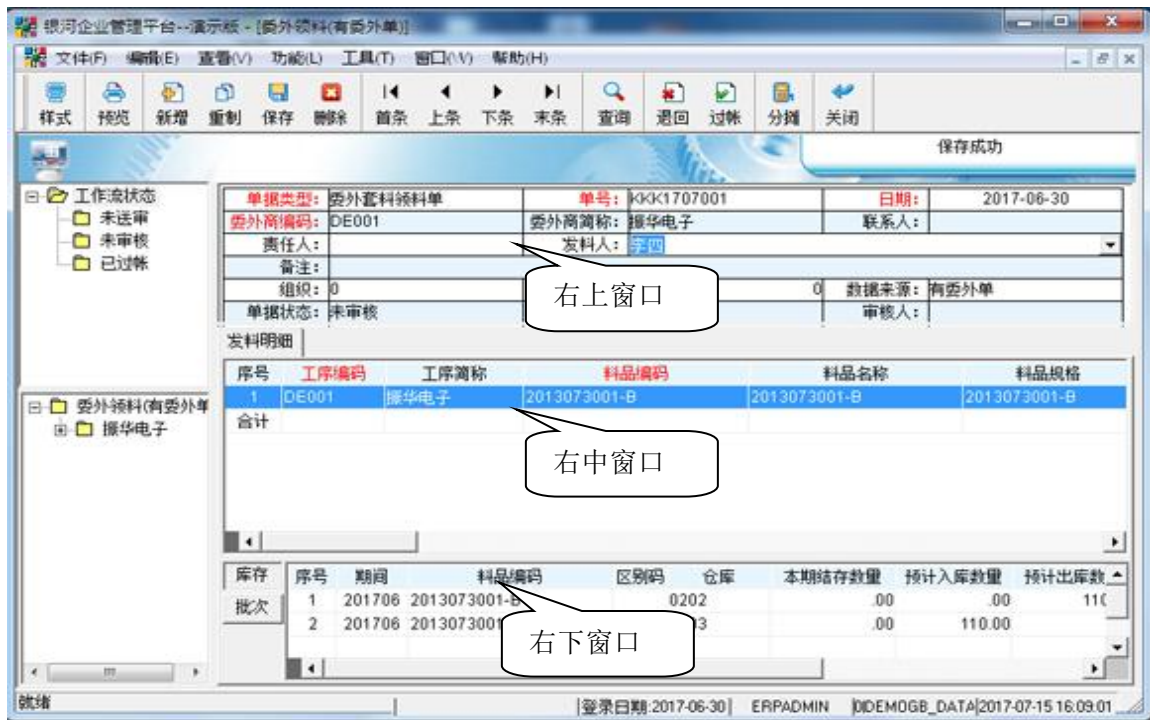 银河企业管理平台--演示版 - [委外领料(有委外单)]
文件(F) 编辑(E) 查看(V) 功能(L) 工具(T) 窗口(W) 帮助(H)
样式 预览 新增 重制 保存 删除 首条 上条 下条 末条 查询 退回 过帐 分摊 关闭
保存成功
工作流状态
未送审
未审核
已过帐
单据类型: 委外套料领料单 单号: KKK1707001 日期: 2017-06-30
委外商编码: DE001 委外商简称: 振华电子 联系人:
责任人: 发料人: 李四
备注:
组织: 0 0 数据来源: 有委外单
单据状态: 未审核 审核人:
右上窗口
发料明细
序号 工序编码 工序简称 料品编码 料品名称 料品规格
1 DE001 振华电子 2013073001-B 2013073001-B 2013073001-B
合计
右中窗口
委外领料(有委外单
振华电子
库存
批次
序号 期间 料品编码 区别码 仓库 本期结存数量 预计入库数量 预计出库数
1 201706 2013073001-B 0202 .00 .00 110
2 201706 2013073001 3 .00 110.00
右下窗口
就绪 登录日期:2017-06-30 ERPADMIN DEMOGB_DATA 2017-07-15 16:09:01